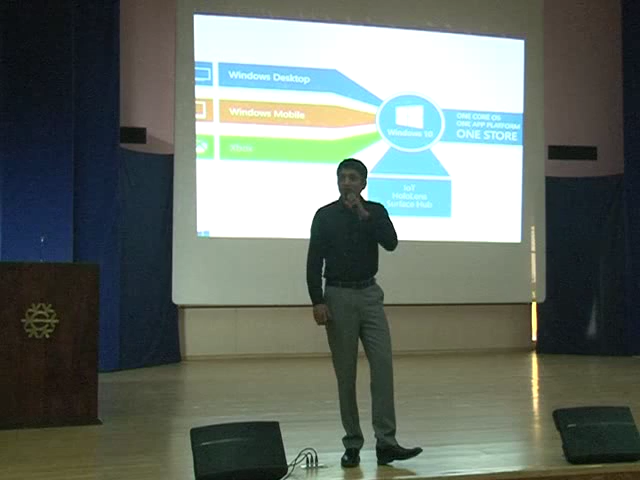 Windows Desktop
Windows Mobile
Xbox
Windows 10
ONE CORE OS
ONE APP PLATFORM
ONE STORE
IoT
HoloLens
Surface Hub